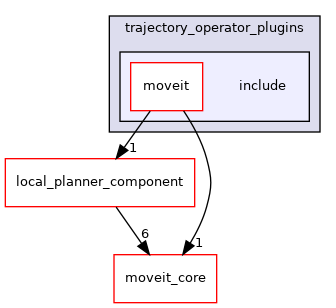 trajectory_operator_plugins
moveit
include
1
local_planner_component
6
1
moveit_core